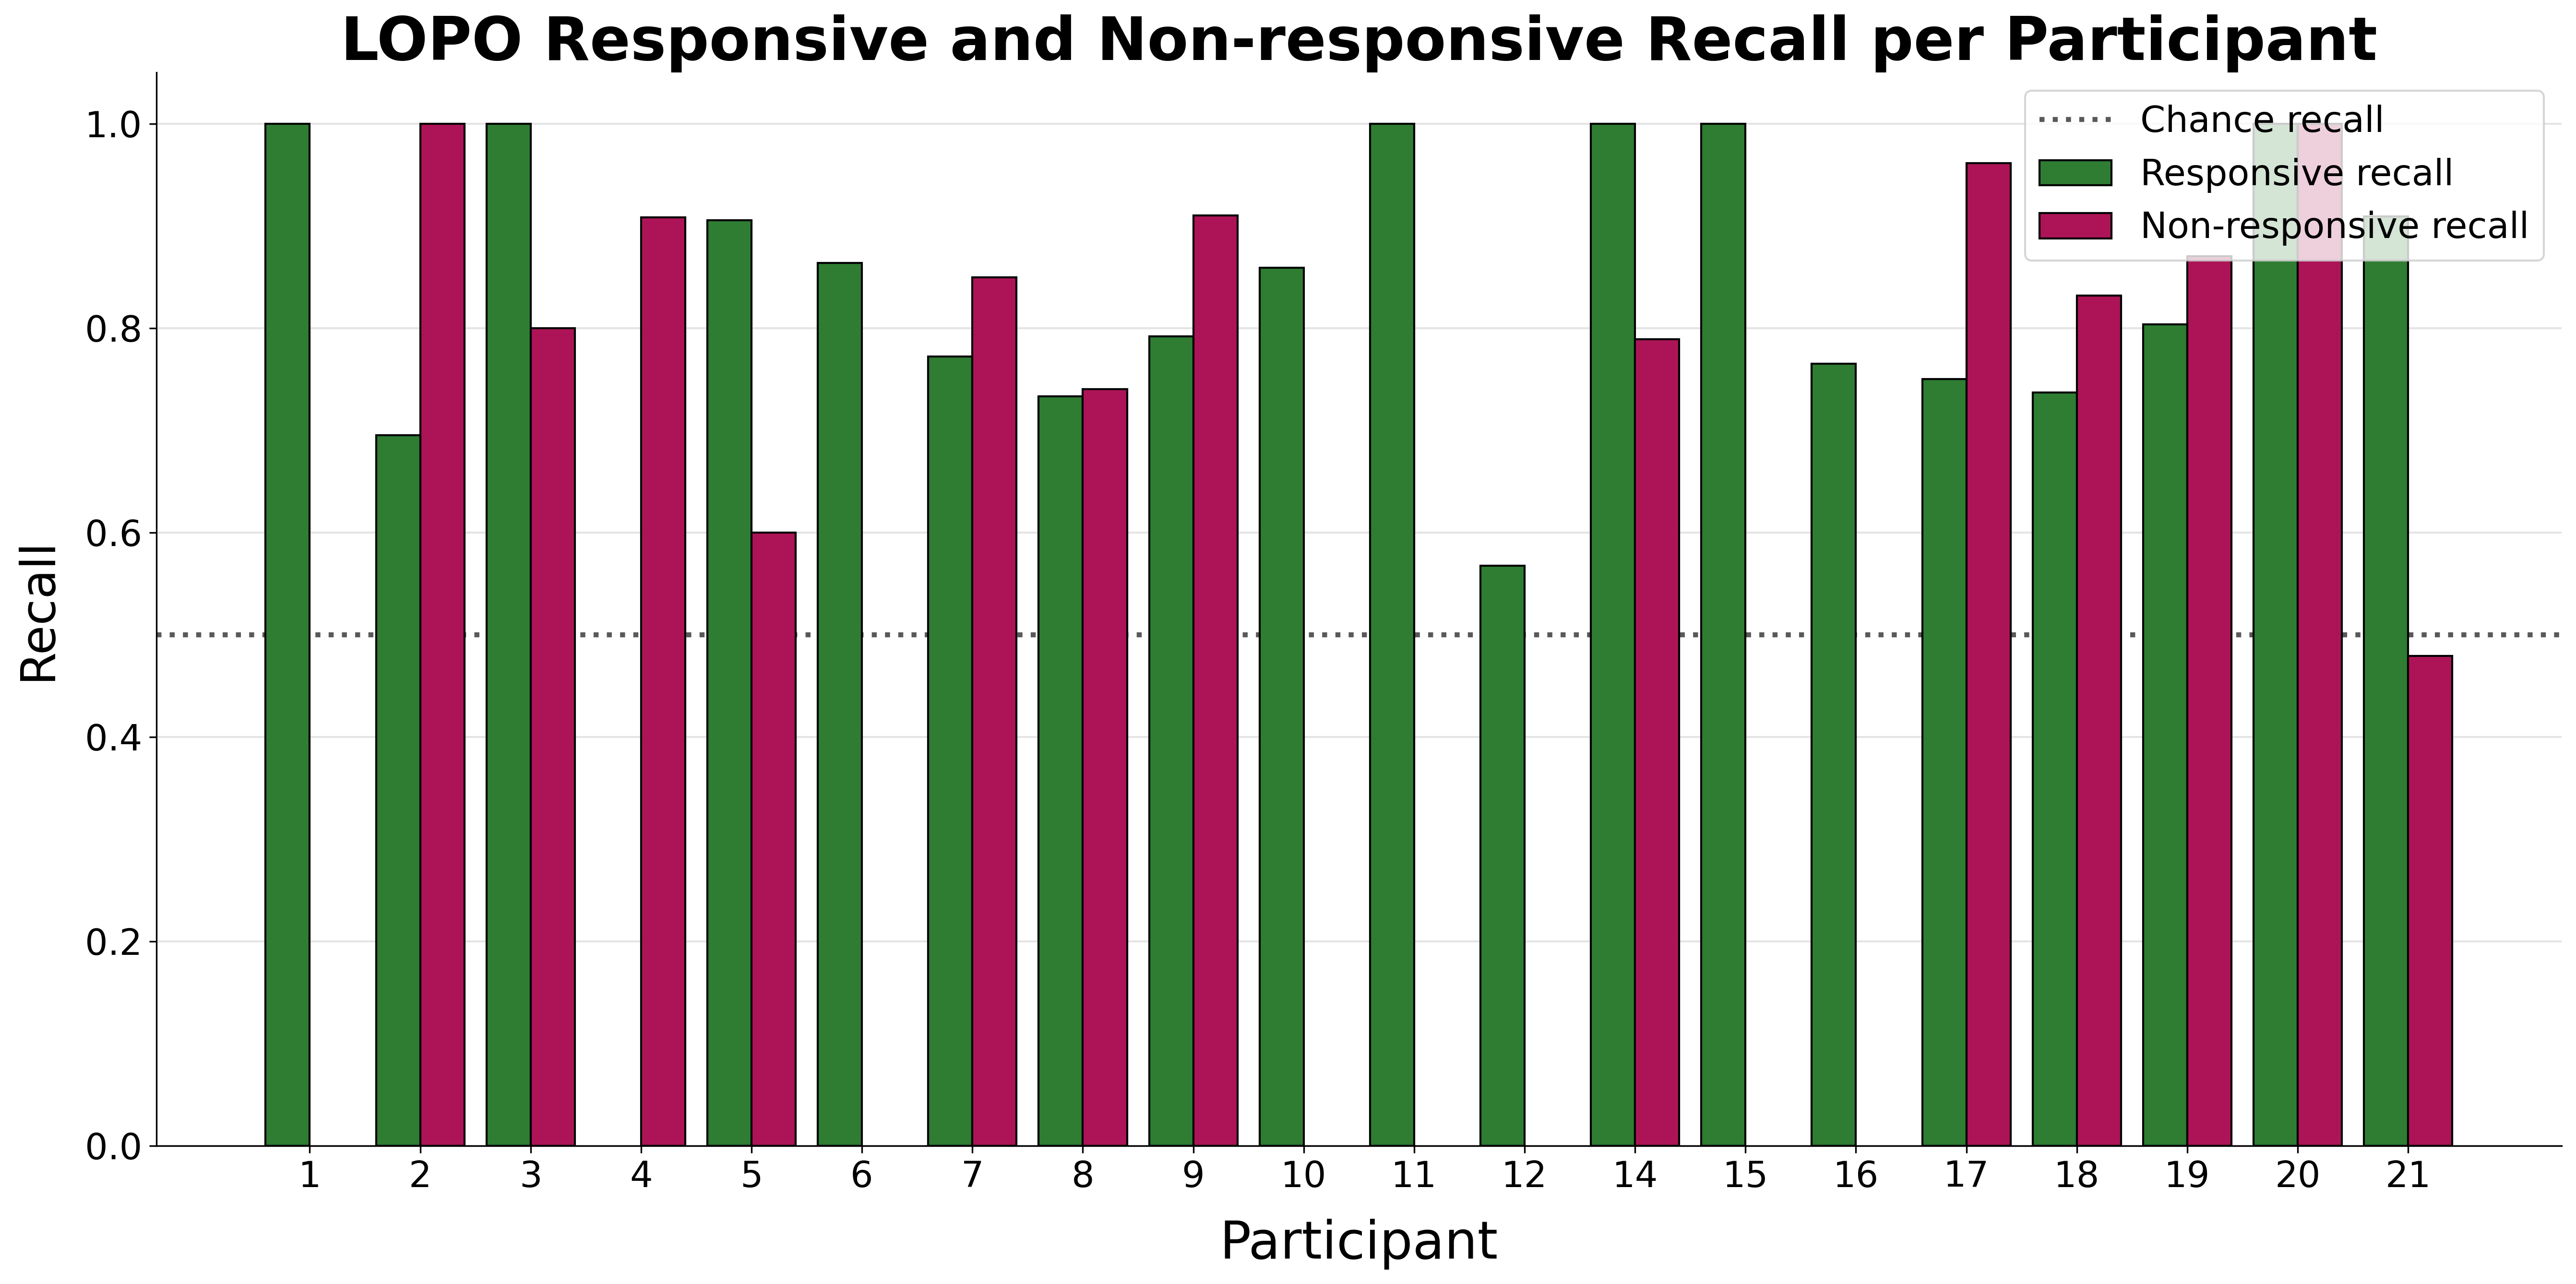 LOPO Responsive and Non-responsive Recall per Participant
Chance recall
Responsive recall
Non-responsive recall
Recall
1.0
0.8
0.6
0.4
0.2
0.0
1 2 3 4 5 6 7 8 9 10 11 12 14 15 16 17 18 19 20 21
Participant